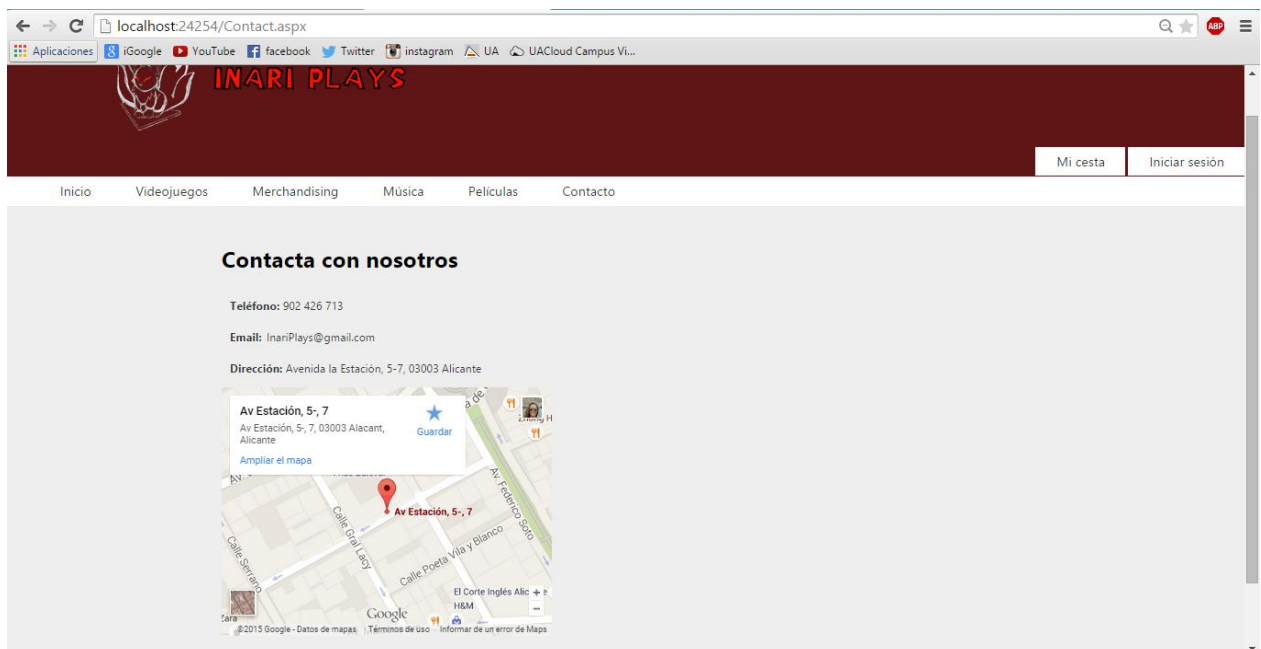 localhost:24254/Contact.aspx
ABP
Aplicaciones iGoogle YouTube facebook Twitter instagram UA UACloud Campus Vi...
INARI PLAYS
Mi cesta Iniciar sesión
Inicio Videojuegos Merchandising Música Películas Contacto
Contacta con nosotros
Teléfono: 902 426 713
Email: InariPlays@gmail.com
Dirección: Avenida la Estación, 5-7, 03003 Alicante
Av Estación, 5-, 7
Av Estación, 5-, 7, 03003 Alacant,
Alicante
Guardar
Ampliar el mapa
Av Estación, 5-, 7
Av. Federico Soto
Calle Gral Lacy
Calle Poeta Vila y Blanco
Calle Serrano
El Corte Inglés Alic
H&M
Zara
Google
©2015 Google - Datos de mapas Términos de uso Informar de un error de Maps